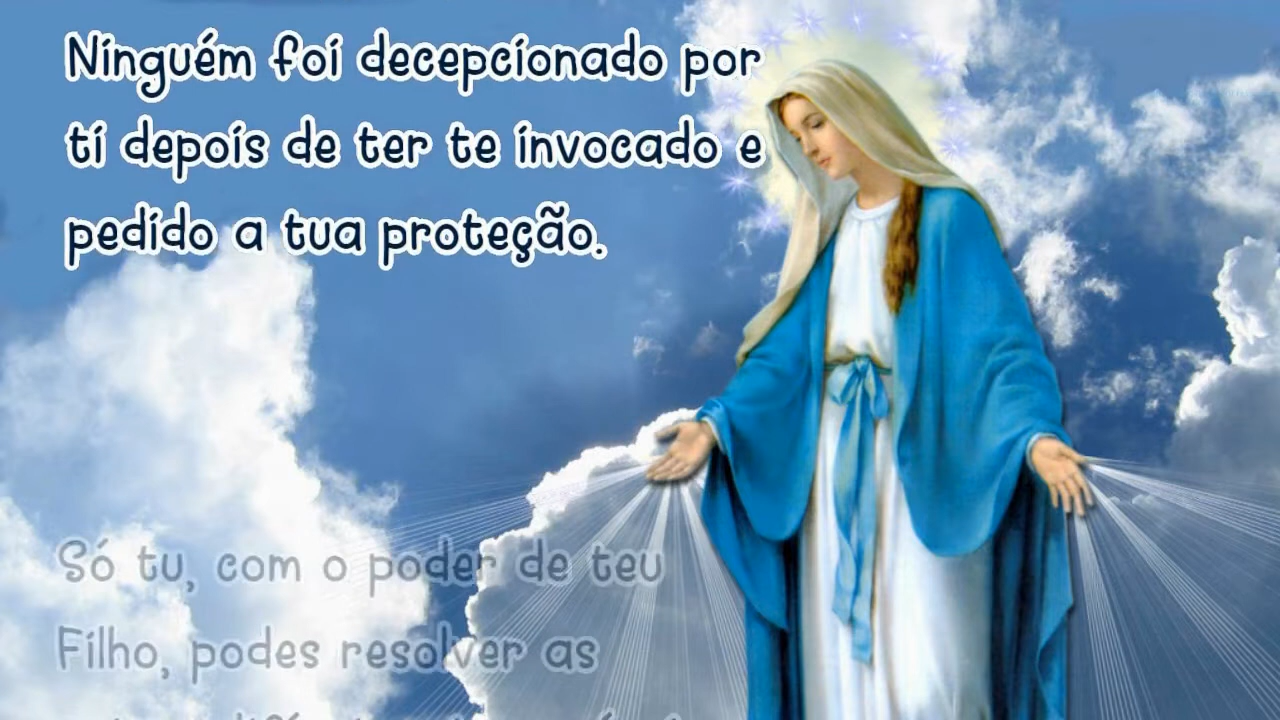 Ninguém foi decepcionado por
ti depois de ter te invocado e
pedido a tua proteção.
Só tu, com o poder de teu
Filho, podes resolver as